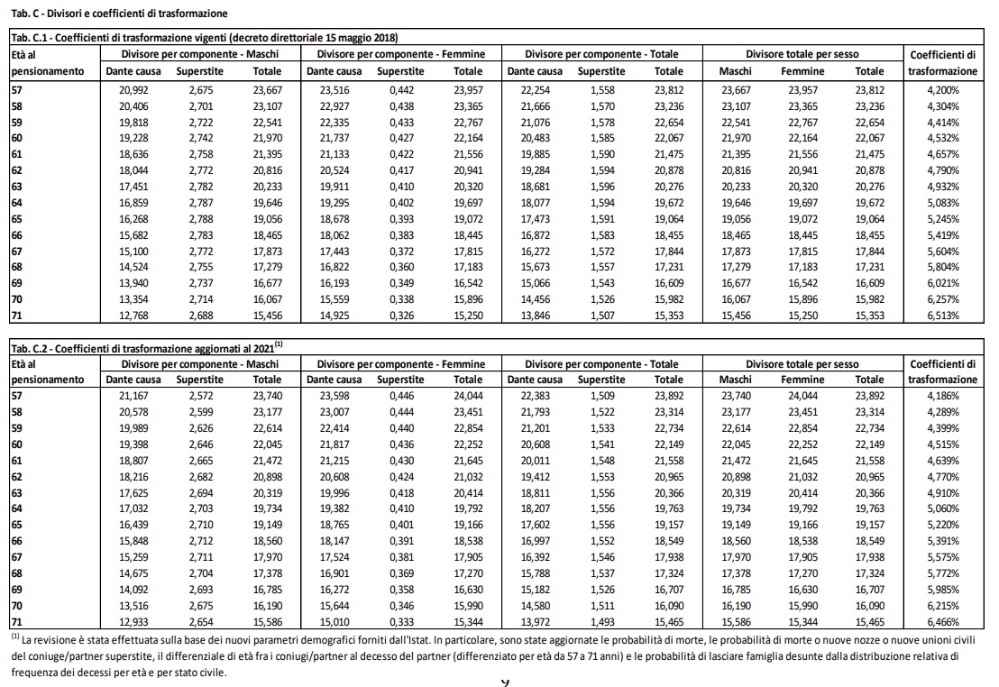 Tab. C - Divisori e coefficienti di trasformazione
Tab. C.1 - Coefficienti di trasformazione vigenti (decreto direttoriale 15 maggio 2018)
Età al Divisore per componente - Maschi Divisore per componente - Femmine Divisore per componente - Totale Divisore totale per sesso Coefficienti di
pensionamento Dante causa Superstite Totale Dante causa Superstite Totale Dante causa Superstite Totale Maschi Femmine Totale trasformazione
57 20,992 2,675 23,667 23,516 0,442 23,957 22,254 1,558 23,812 23,667 23,957 23,812 4,200%
58 20,406 2,701 23,107 22,927 0,438 23,365 21,666 1,570 23,236 23,107 23,365 23,236 4,304%
59 19,818 2,722 22,541 22,335 0,433 22,767 21,076 1,578 22,654 22,541 22,767 22,654 4,414%
60 19,228 2,742 21,970 21,737 0,427 22,164 20,483 1,585 22,067 21,970 22,164 22,067 4,532%
61 18,636 2,758 21,395 21,133 0,422 21,556 19,885 1,590 21,475 21,395 21,556 21,475 4,657%
62 18,044 2,772 20,816 20,524 0,417 20,941 19,284 1,594 20,878 20,816 20,941 20,878 4,790%
63 17,451 2,782 20,233 19,911 0,410 20,320 18,681 1,596 20,276 20,233 20,320 20,276 4,932%
64 16,859 2,787 19,646 19,295 0,402 19,697 18,077 1,594 19,672 19,646 19,697 19,672 5,083%
65 16,268 2,788 19,056 18,678 0,393 19,072 17,473 1,591 19,064 19,056 19,072 19,064 5,245%
66 15,682 2,783 18,465 18,062 0,383 18,445 16,872 1,583 18,455 18,465 18,445 18,455 5,419%
67 15,100 2,772 17,873 17,443 0,372 17,815 16,272 1,572 17,844 17,873 17,815 17,844 5,604%
68 14,524 2,755 17,279 16,822 0,360 17,183 15,673 1,557 17,231 17,279 17,183 17,231 5,804%
69 13,940 2,737 16,677 16,193 0,349 16,542 15,066 1,543 16,609 16,677 16,542 16,609 6,021%
70 13,354 2,714 16,067 15,559 0,338 15,896 14,456 1,526 15,982 16,067 15,896 15,982 6,257%
71 12,768 2,688 15,456 14,925 0,326 15,250 13,846 1,507 15,353 15,456 15,250 15,353 6,513%
Tab. C.2 - Coefficienti di trasformazione aggiornati al 2021(1)
Età al Divisore per componente - Maschi Divisore per componente - Femmine Divisore per componente - Totale Divisore totale per sesso Coefficienti di
pensionamento Dante causa Superstite Totale Dante causa Superstite Totale Dante causa Superstite Totale Maschi Femmine Totale trasformazione
57 21,167 2,572 23,740 23,598 0,446 24,044 22,383 1,509 23,892 23,740 24,044 23,892 4,186%
58 20,578 2,599 23,177 23,007 0,444 23,451 21,793 1,522 23,314 23,177 23,451 23,314 4,289%
59 19,989 2,626 22,614 22,414 0,440 22,854 21,201 1,533 22,734 22,614 22,854 22,734 4,399%
60 19,398 2,646 22,045 21,817 0,436 22,252 20,608 1,541 22,149 22,045 22,252 22,149 4,515%
61 18,807 2,665 21,472 21,215 0,430 21,645 20,011 1,548 21,558 21,472 21,645 21,558 4,639%
62 18,216 2,682 20,898 20,608 0,424 21,032 19,412 1,553 20,965 20,898 21,032 20,965 4,770%
63 17,625 2,694 20,319 19,996 0,418 20,414 18,811 1,556 20,366 20,319 20,414 20,366 4,910%
64 17,032 2,703 19,734 19,382 0,410 19,792 18,207 1,556 19,763 19,734 19,792 19,763 5,060%
65 16,439 2,710 19,149 18,765 0,401 19,166 17,602 1,556 19,157 19,149 19,166 19,157 5,220%
66 15,848 2,712 18,560 18,147 0,391 18,538 16,997 1,552 18,549 18,560 18,538 18,549 5,391%
67 15,259 2,711 17,970 17,524 0,381 17,905 16,392 1,546 17,938 17,970 17,905 17,938 5,575%
68 14,675 2,704 17,378 16,901 0,369 17,270 15,788 1,537 17,324 17,378 17,270 17,324 5,772%
69 14,092 2,693 16,785 16,272 0,358 16,630 15,182 1,526 16,707 16,785 16,630 16,707 5,985%
70 13,516 2,675 16,190 15,644 0,346 15,990 14,580 1,511 16,090 16,190 15,990 16,090 6,215%
71 12,933 2,654 15,586 15,010 0,333 15,344 13,972 1,493 15,465 15,586 15,344 15,465 6,466%
(1) La revisione è stata effettuata sulla base dei nuovi parametri demografici forniti dall'Istat. In particolare, sono state aggiornate le probabilità di morte, le probabilità di morte o nuove nozze o nuove unioni civili
del coniuge/partner superstite, il differenziale di età fra i coniugi/partner al decesso del partner (differenziato per età da 57 a 71 anni) e le probabilità di lasciare famiglia desunte dalla distribuzione relativa di
frequenza dei decessi per età e per stato civile.
9